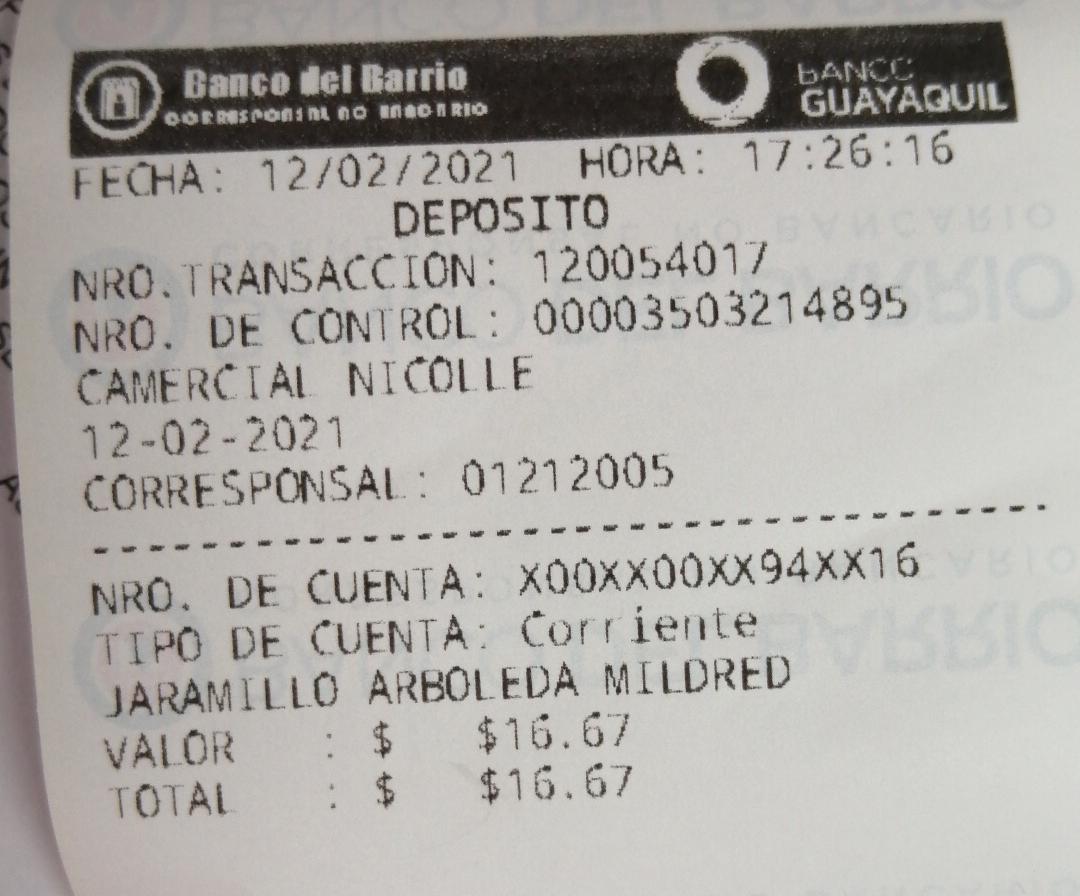 Banco del Barrio
CORRESPONSAL NO BANCARIO
BANCO
GUAYAQUIL
FECHA: 12/02/2021 HORA: 17:26:16
DEPOSITO
NRO.TRANSACCION: 120054017
NRO. DE CONTROL: 00003503214895
CAMERCIAL NICOLLE
12-02-2021
CORRESPONSAL: 01212005
--------------------------------
NRO. DE CUENTA: X00XX00XX94XX16
TIPO DE CUENTA: Corriente
JARAMILLO ARBOLEDA MILDRED
VALOR : $ $16.67
TOTAL : $ $16.67